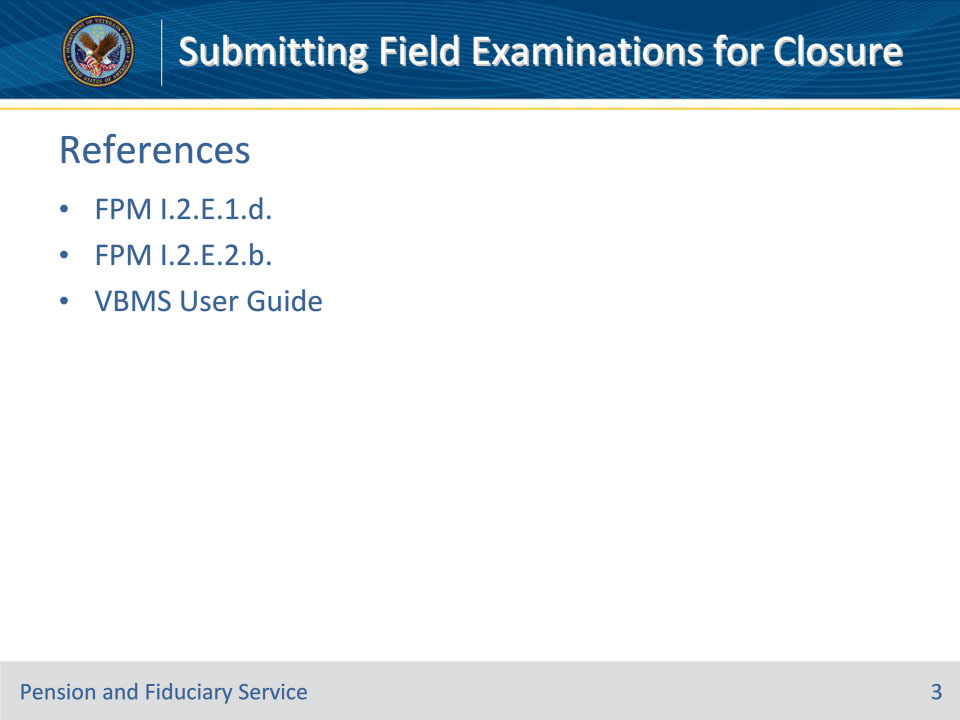 Submitting Field Examinations for Closure
References
• FPM I.2.E.1.d.
• FPM I.2.E.2.b.
• VBMS User Guide
Pension and Fiduciary Service
3